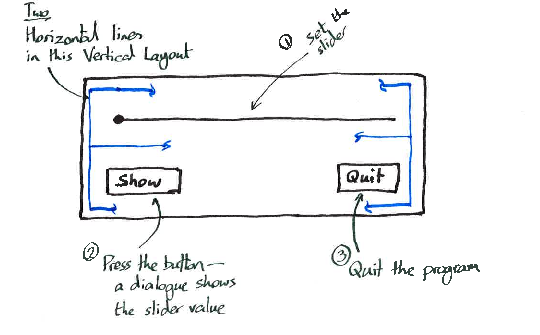 Two
Horizontal lines
in this Vertical Layout
① Set the
slider
Show
Quit
② Press the button —
a dialogue shows
the slider value
③ Quit the program